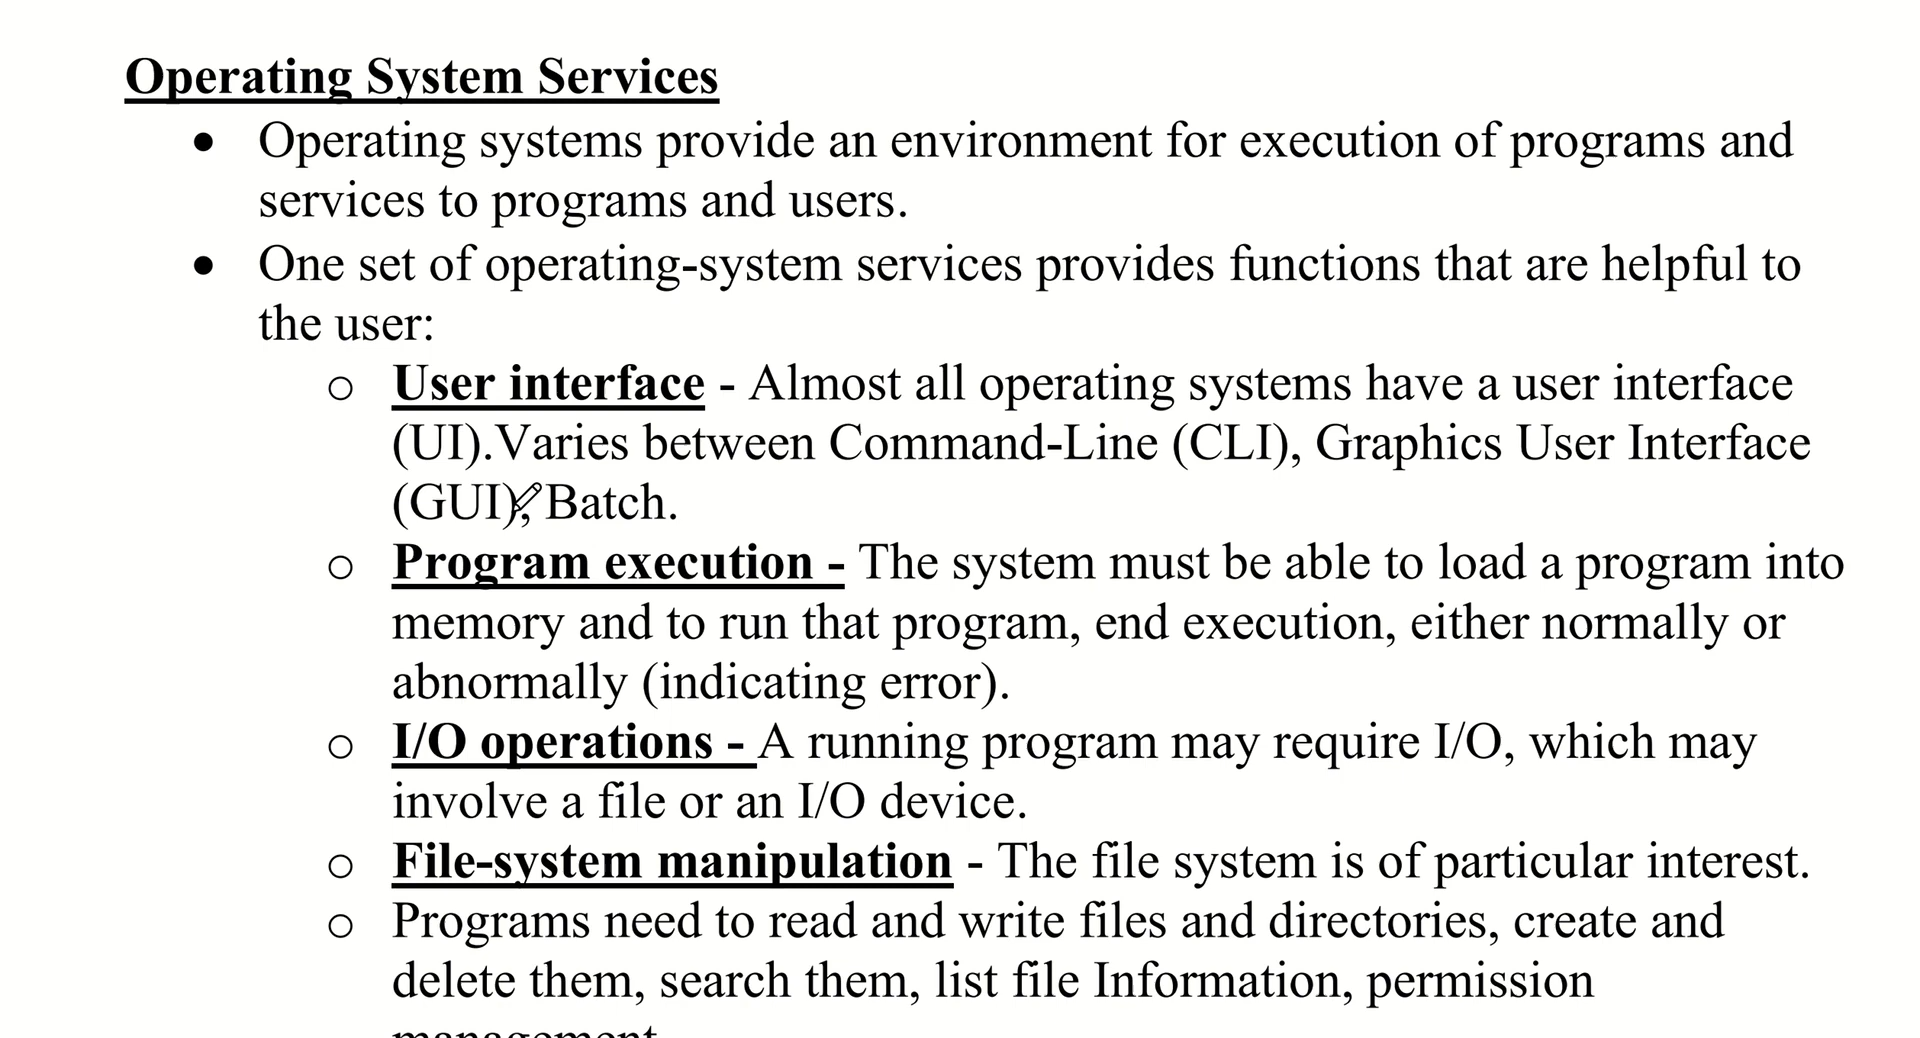 Operating System Services
• Operating systems provide an environment for execution of programs and
services to programs and users.
• One set of operating-system services provides functions that are helpful to
the user:
o User interface - Almost all operating systems have a user interface
(UI).Varies between Command-Line (CLI), Graphics User Interface
(GUI), Batch.
o Program execution - The system must be able to load a program into
memory and to run that program, end execution, either normally or
abnormally (indicating error).
o I/O operations - A running program may require I/O, which may
involve a file or an I/O device.
o File-system manipulation - The file system is of particular interest.
o Programs need to read and write files and directories, create and
delete them, search them, list file Information, permission
management